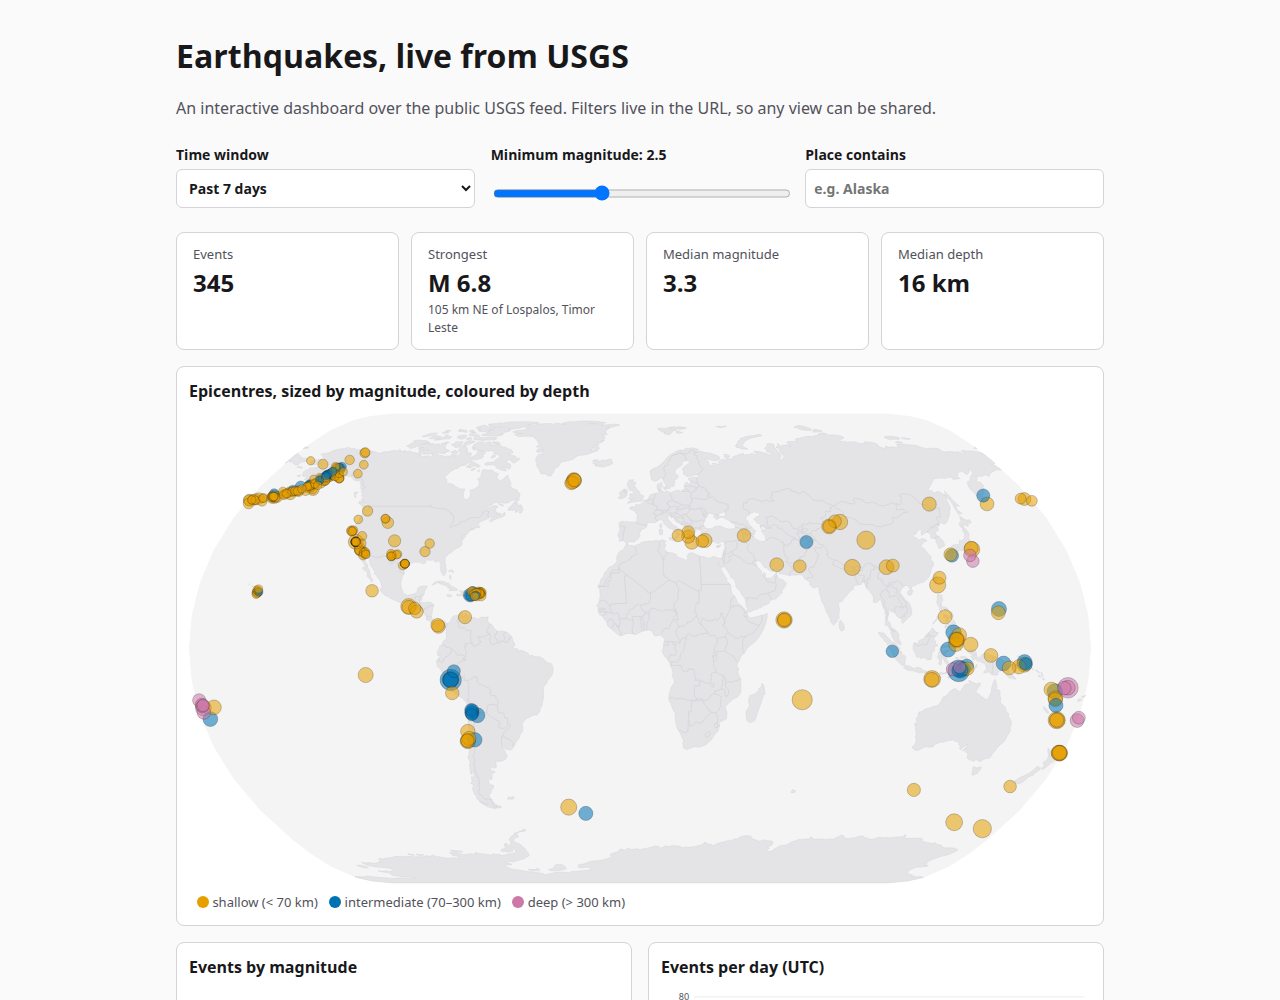 Earthquakes, live from USGS
An interactive dashboard over the public USGS feed. Filters live in the URL, so any view can be shared.
Time window
Minimum magnitude: 2.5
Place contains
Past 7 days
e.g. Alaska
Events
345
Strongest
M 6.8
105 km NE of Lospalos, Timor
Leste
Median magnitude
3.3
Median depth
16 km
Epicentres, sized by magnitude, coloured by depth
shallow (< 70 km)
intermediate (70–300 km)
deep (> 300 km)
Events by magnitude
Events per day (UTC)
80